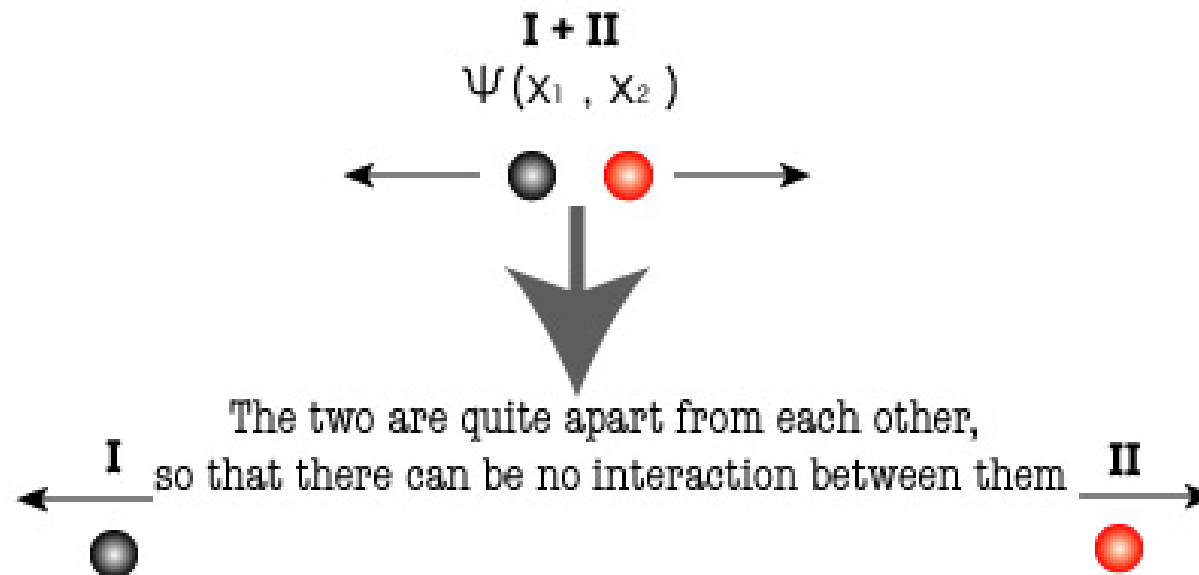 I + II
Ψ(x₁ , x₂ )
The two are quite apart from each other,
I
so that there can be no interaction between them
II